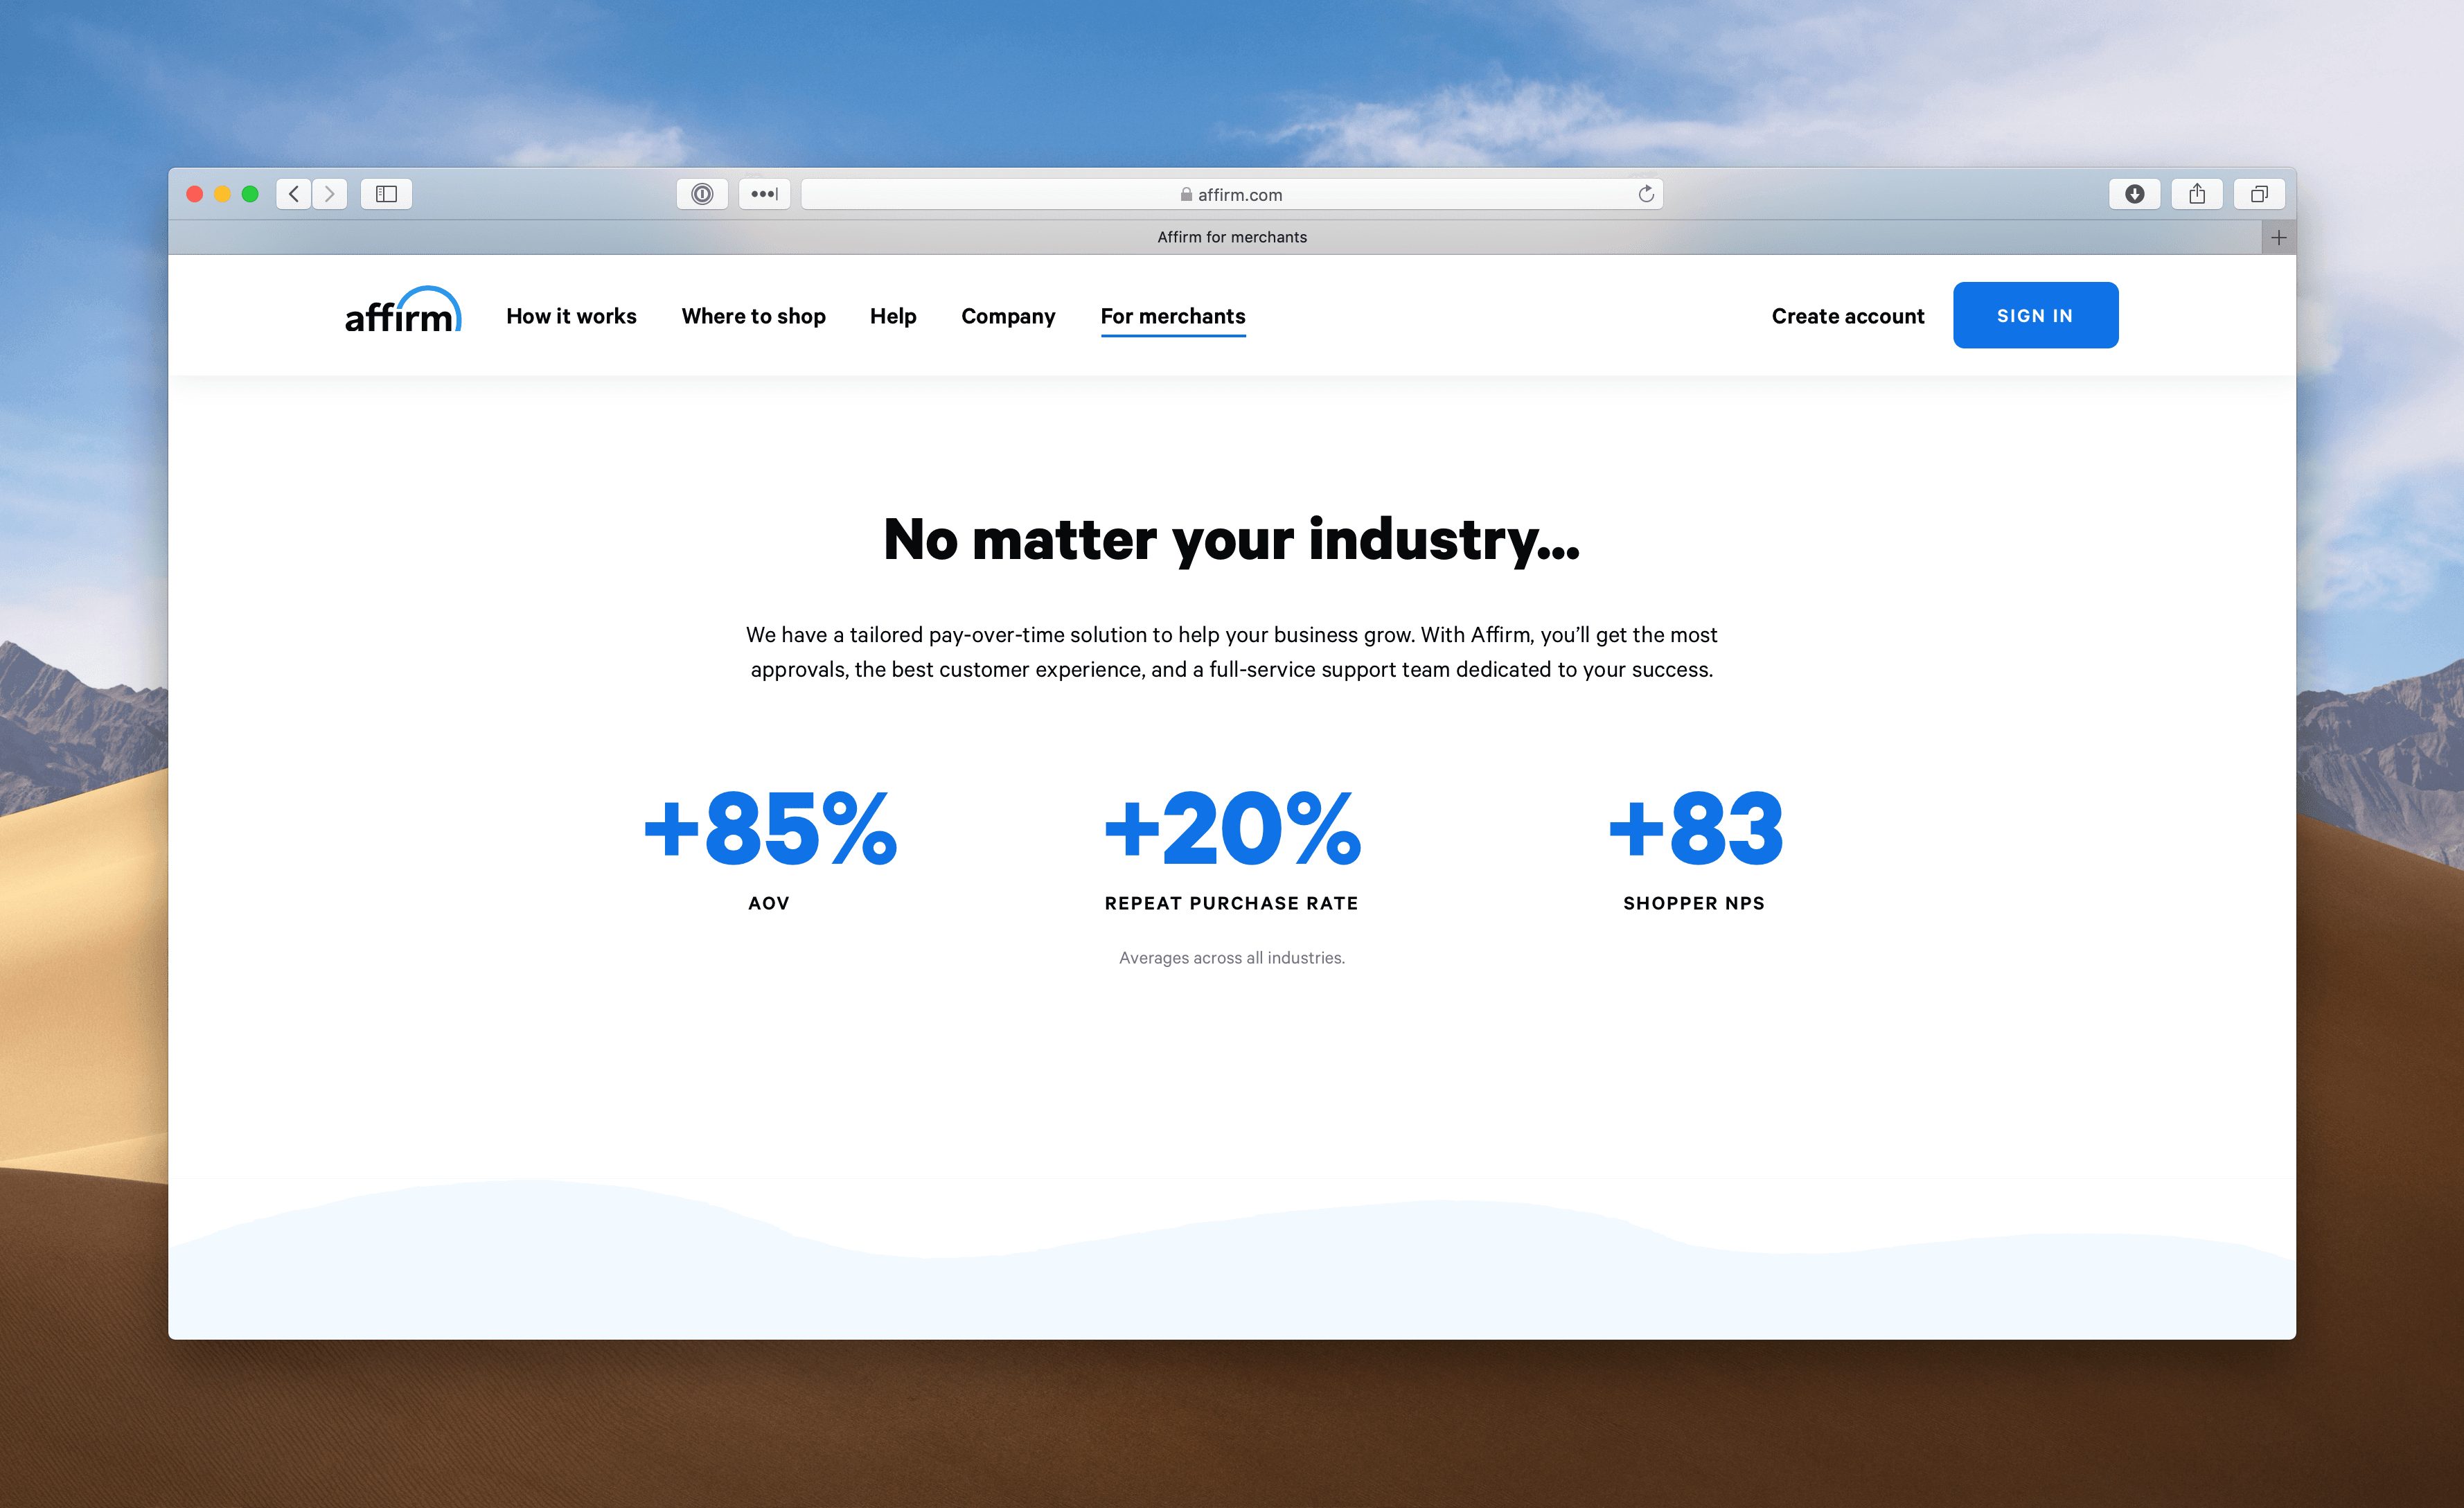 affirm.com
Affirm for merchants
affirm How it works Where to shop Help Company For merchants Create account SIGN IN
No matter your industry...
We have a tailored pay-over-time solution to help your business grow. With Affirm, you’ll get the most
approvals, the best customer experience, and a full-service support team dedicated to your success.
+85% +20% +83
AOV REPEAT PURCHASE RATE SHOPPER NPS
Averages across all industries.